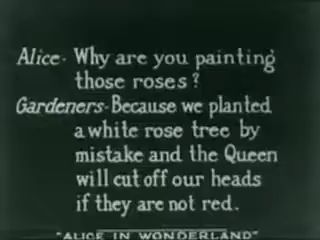 Alice- Why are you painting
those roses?
Gardeners- Because we planted
a white rose tree by
mistake and the Queen
will cut off our heads
if they are not red.
"ALICE IN WONDERLAND"